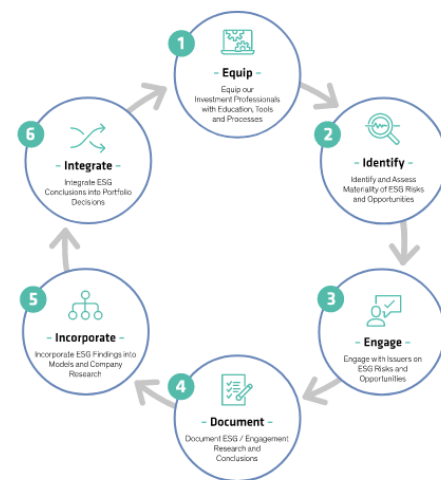 1
- Equip -
Equip our
Investment Professionals
with Education, Tools
and Processes
2
- Identify -
Identify and Assess
Materiality of ESG Risks
and Opportunities
3
- Engage -
Engage with Issuers on
ESG Risks and
Opportunities
4
- Document -
Document ESG / Engagement
Research and
Conclusions
5
- Incorporate -
Incorporate ESG Findings into
Models and Company
Research
6
- Integrate -
Integrate ESG
Conclusions into Portfolio
Decisions